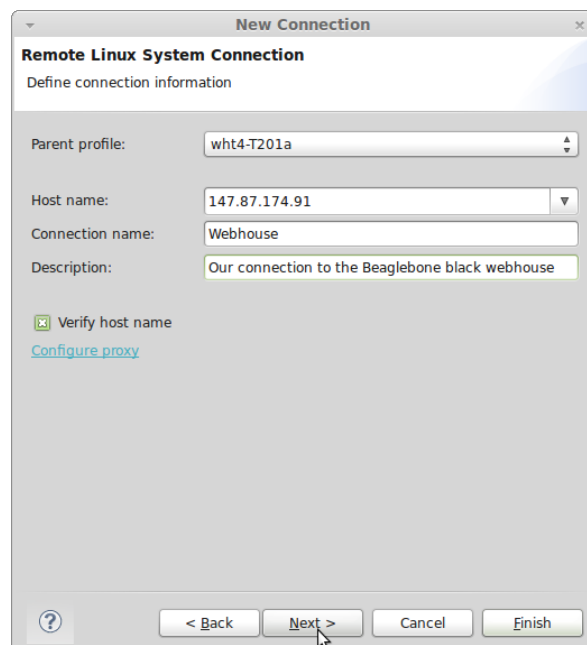 New Connection
Remote Linux System Connection
Define connection information
Parent profile: wht4-T201a
Host name: 147.87.174.91
Connection name: Webhouse
Description: Our connection to the Beaglebone black webhouse
Verify host name
Configure proxy
? < Back Next > Cancel Finish